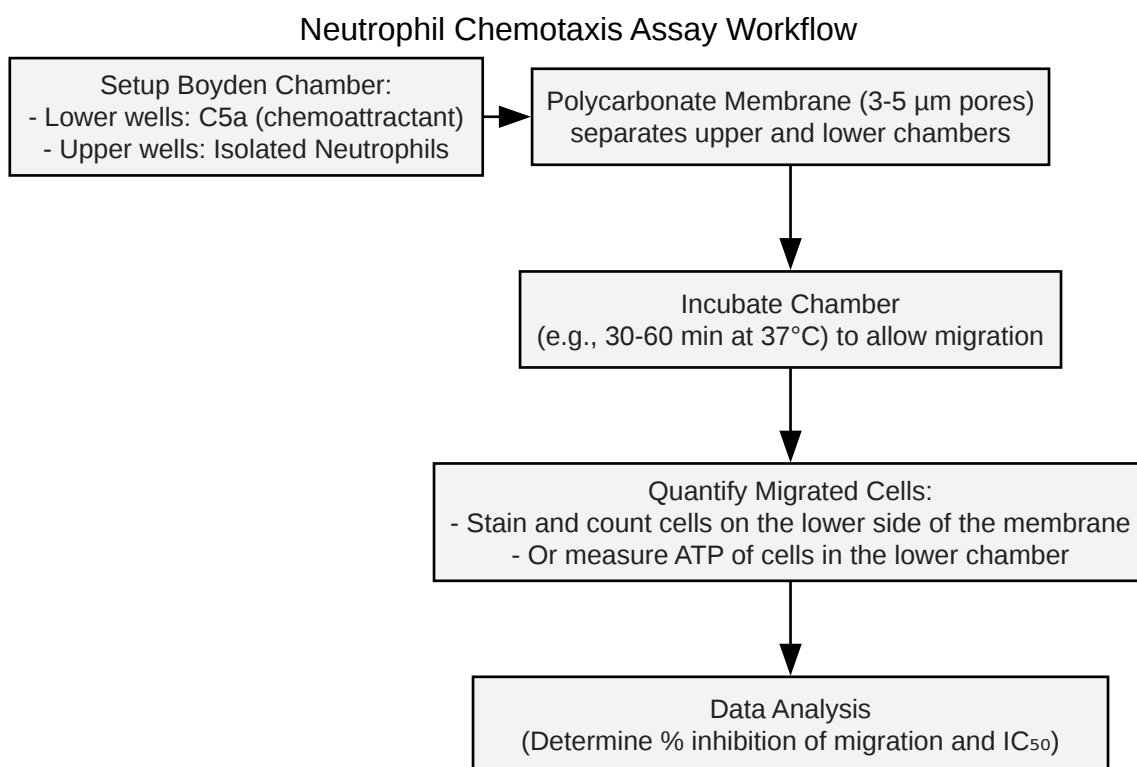 Neutrophil Chemotaxis Assay Workflow
Setup Boyden Chamber:
- Lower wells: C5a (chemoattractant)
- Upper wells: Isolated Neutrophils
Polycarbonate Membrane (3-5 µm pores)
separates upper and lower chambers
Incubate Chamber
(e.g., 30-60 min at 37°C) to allow migration
Quantify Migrated Cells:
- Stain and count cells on the lower side of the membrane
- Or measure ATP of cells in the lower chamber
Data Analysis
(Determine % inhibition of migration and IC₅₀)